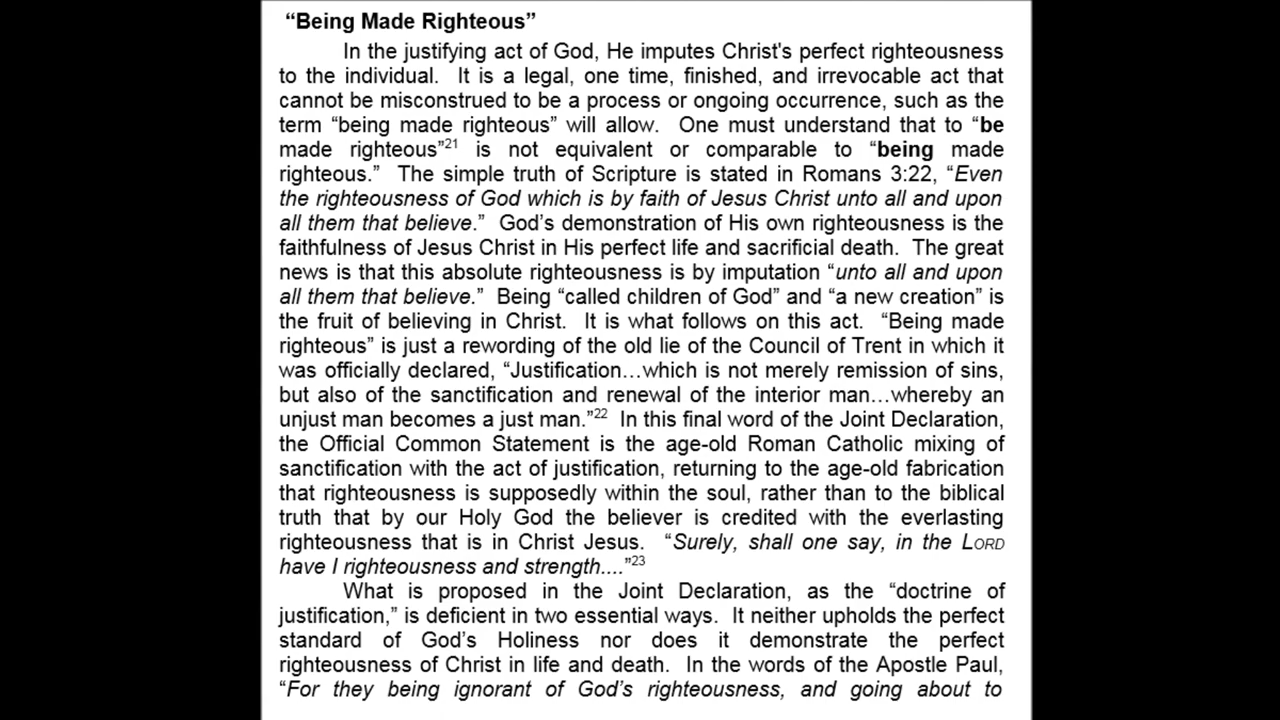 “Being Made Righteous”
In the justifying act of God, He imputes Christ's perfect righteousness
to the individual. It is a legal, one time, finished, and irrevocable act that
cannot be misconstrued to be a process or ongoing occurrence, such as the
term “being made righteous” will allow. One must understand that to “be
made righteous”21 is not equivalent or comparable to “being made
righteous.” The simple truth of Scripture is stated in Romans 3:22, “Even
the righteousness of God which is by faith of Jesus Christ unto all and upon
all them that believe.” God’s demonstration of His own righteousness is the
faithfulness of Jesus Christ in His perfect life and sacrificial death. The great
news is that this absolute righteousness is by imputation “unto all and upon
all them that believe.” Being “called children of God” and “a new creation” is
the fruit of believing in Christ. It is what follows on this act. “Being made
righteous” is just a rewording of the old lie of the Council of Trent in which it
was officially declared, “Justification…which is not merely remission of sins,
but also of the sanctification and renewal of the interior man…whereby an
unjust man becomes a just man.”22 In this final word of the Joint Declaration,
the Official Common Statement is the age-old Roman Catholic mixing of
sanctification with the act of justification, returning to the age-old fabrication
that righteousness is supposedly within the soul, rather than to the biblical
truth that by our Holy God the believer is credited with the everlasting
righteousness that is in Christ Jesus. “Surely, shall one say, in the LORD
have I righteousness and strength....”23
What is proposed in the Joint Declaration, as the “doctrine of
justification,” is deficient in two essential ways. It neither upholds the perfect
standard of God’s Holiness nor does it demonstrate the perfect
righteousness of Christ in life and death. In the words of the Apostle Paul,
“For they being ignorant of God’s righteousness, and going about to